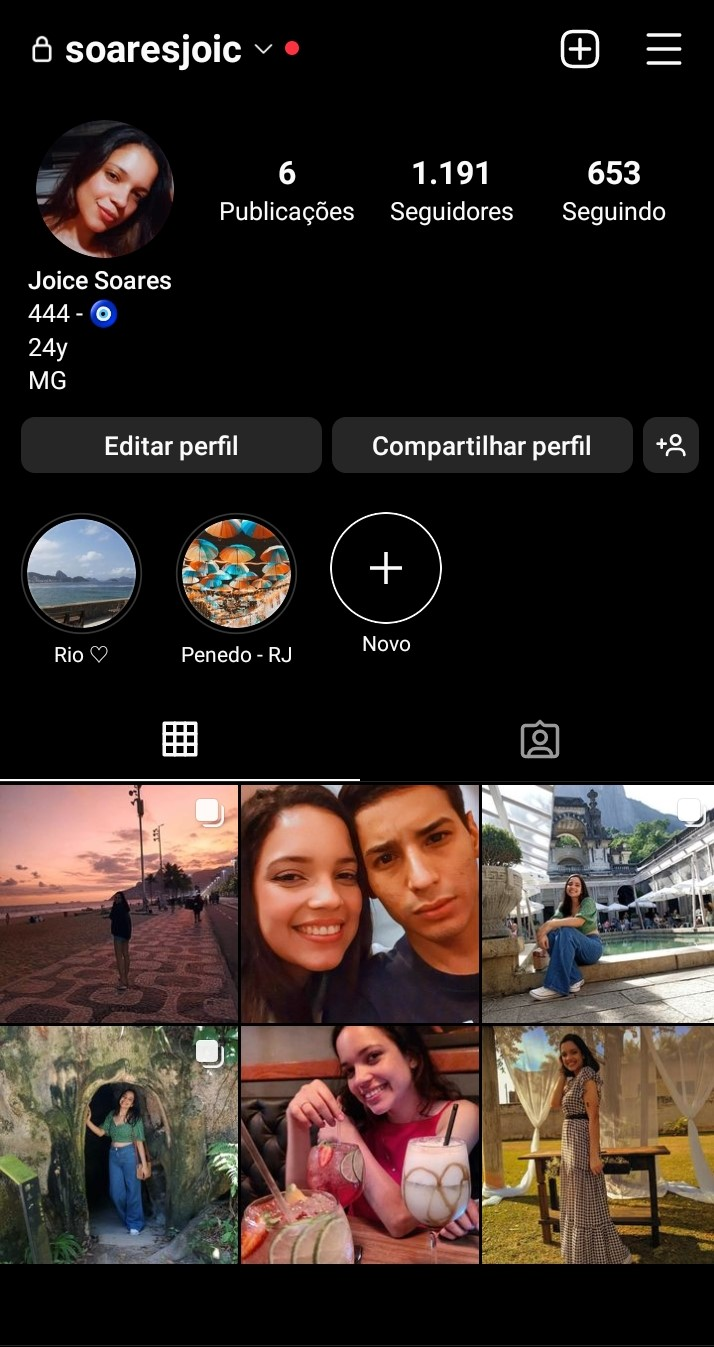 soaresjoic
6 1.191 653
Publicações Seguidores Seguindo
Joice Soares
444 - 🧿
24y
MG
Editar perfil Compartilhar perfil
Rio ♡ Penedo - RJ Novo